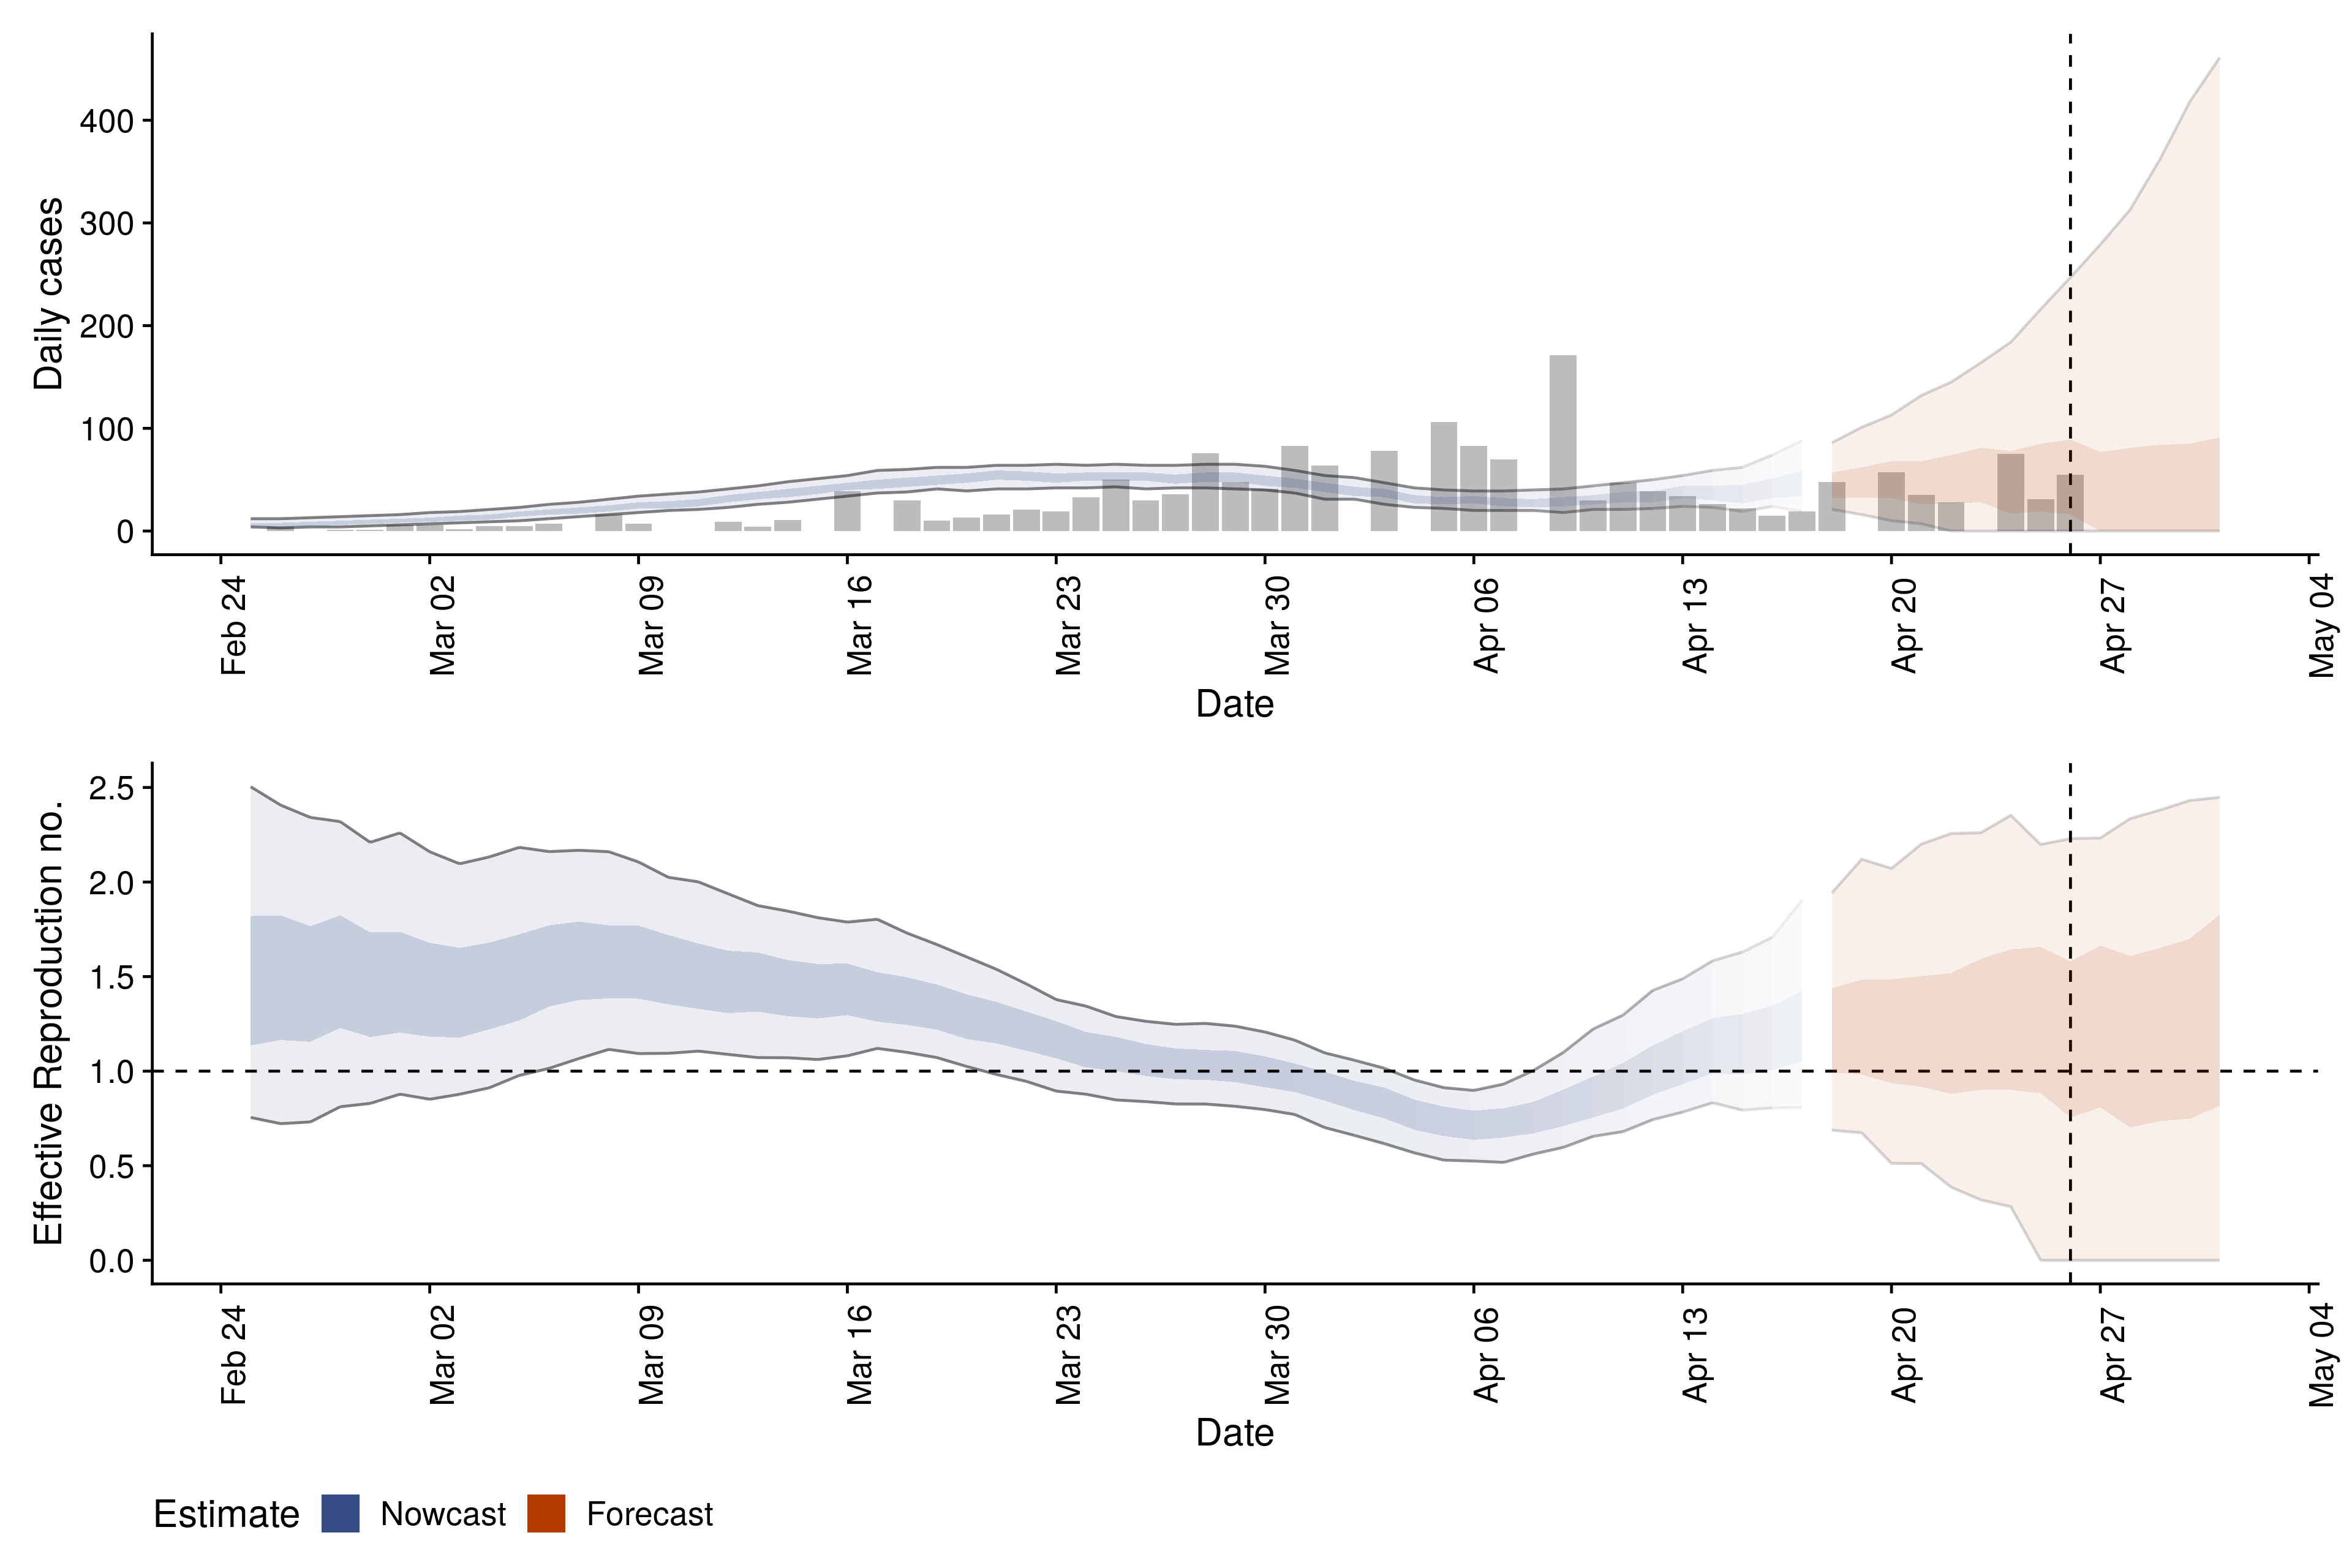 Daily cases
400
300
200
100
0
Feb 24
Mar 02
Mar 09
Mar 16
Mar 23
Mar 30
Apr 06
Apr 13
Apr 20
Apr 27
May 04
Date
Effective Reproduction no.
2.5
2.0
1.5
1.0
0.5
0.0
Feb 24
Mar 02
Mar 09
Mar 16
Mar 23
Mar 30
Apr 06
Apr 13
Apr 20
Apr 27
May 04
Date
Estimate Nowcast Forecast